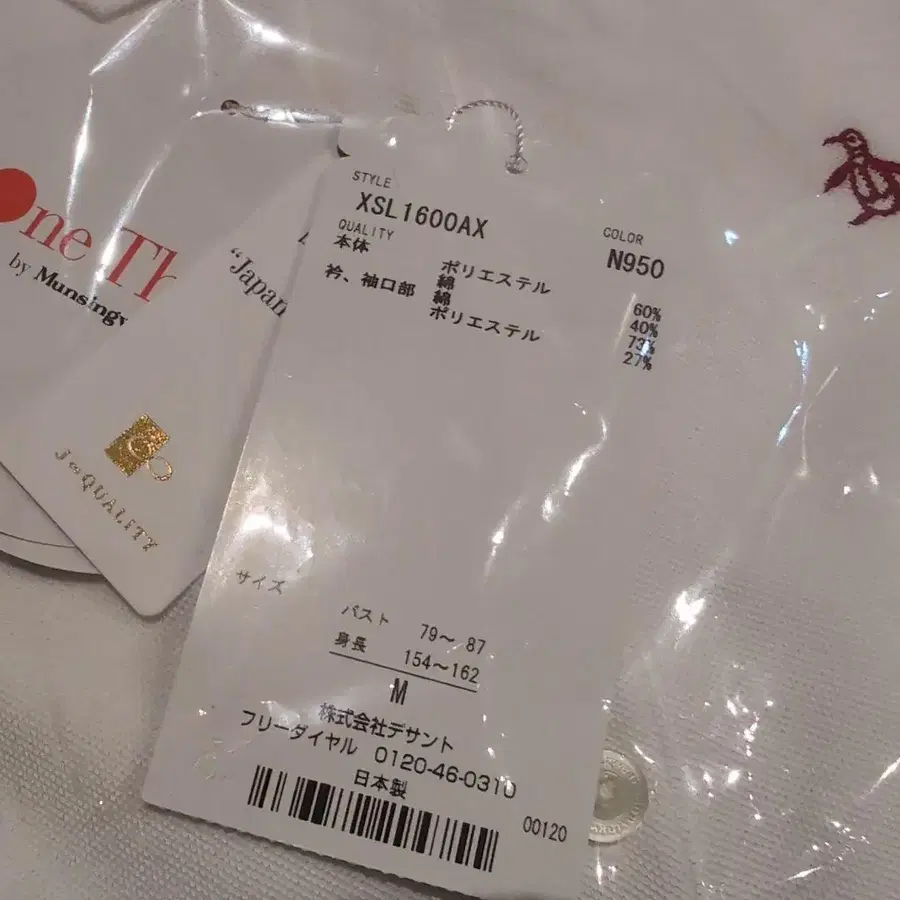 One Th
by Munsingw
"Japan
J∞QUALITY
STYLE
XSL1600AX
COLOR
N950
QUALITY
本体 ポリエステル 60%
綿 40%
衿、袖口部 綿 73%
ポリエステル 27%
サイズ
バスト 79～ 87
身長 154～162
M
株式会社デサント
フリーダイヤル 0120-46-0310
日本製
00120